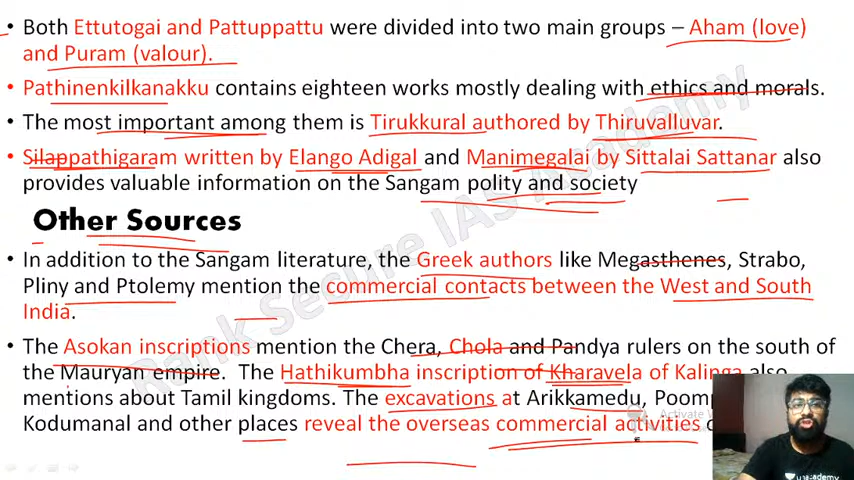 • Both Ettutogai and Pattuppattu were divided into two main groups – Aham (love)
and Puram (valour).
• Pathinenkilkanakku contains eighteen works mostly dealing with ethics and morals.
• The most important among them is Tirukkural authored by Thiruvalluvar.
• Silappathigaram written by Elango Adigal and Manimegalai by Sittalai Sattanar also
provides valuable information on the Sangam polity and society
Other Sources
• In addition to the Sangam literature, the Greek authors like Megasthenes, Strabo,
Pliny and Ptolemy mention the commercial contacts between the West and South
India.
• The Asokan inscriptions mention the Chera, Chola and Pandya rulers on the south of
the Mauryan empire. The Hathikumbha inscription of Kharavela of Kalinga also
mentions about Tamil kingdoms. The excavations at Arikkamedu,
Kodumanal and other places reveal the overseas commercial activities
Rank Secure IAS Academy
Activate
unacademy